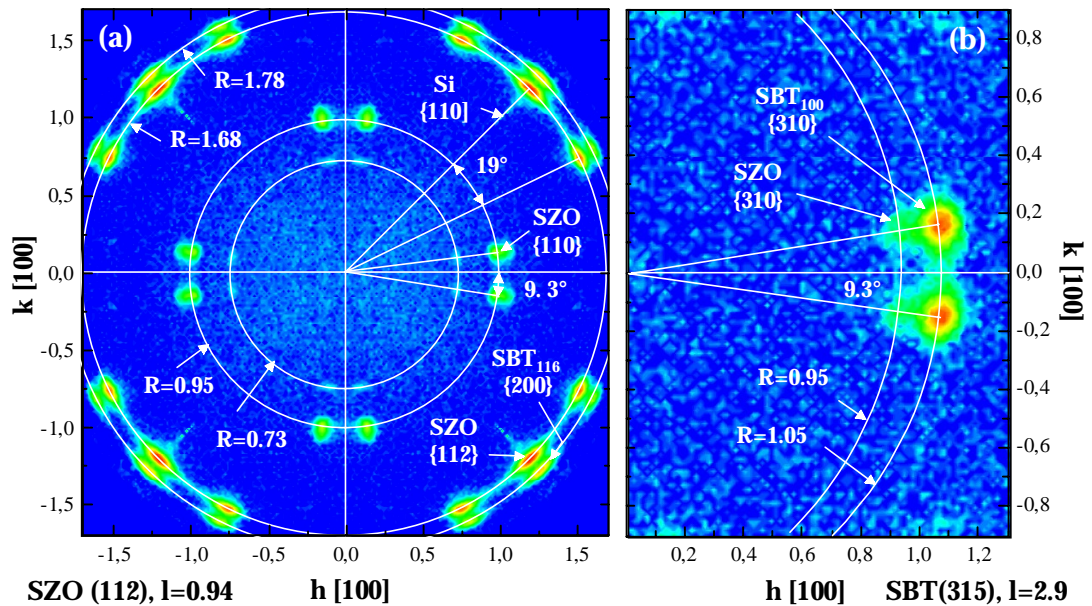 (a)
R=1.78
R=1.68
Si
{110]
19°
SZO
{110}
9. 3°
SBT116
{200}
R=0.95
R=0.73
SZO
{112}
1,5
1,0
0,5
0,0
-0,5
-1,0
-1,5
k [100]
-1,5 -1,0 -0,5 0,0 0,5 1,0 1,5
SZO (112), l=0.94 h [100]
(b)
SBT100
{310}
SZO
{310}
9.3°
R=0.95
R=1.05
0,8
0,6
0,4
0,2
0,0
-0,2
-0,4
-0,6
-0,8
k [100]
0,2 0,4 0,6 0,8 1,0 1,2
h [100] SBT(315), l=2.9